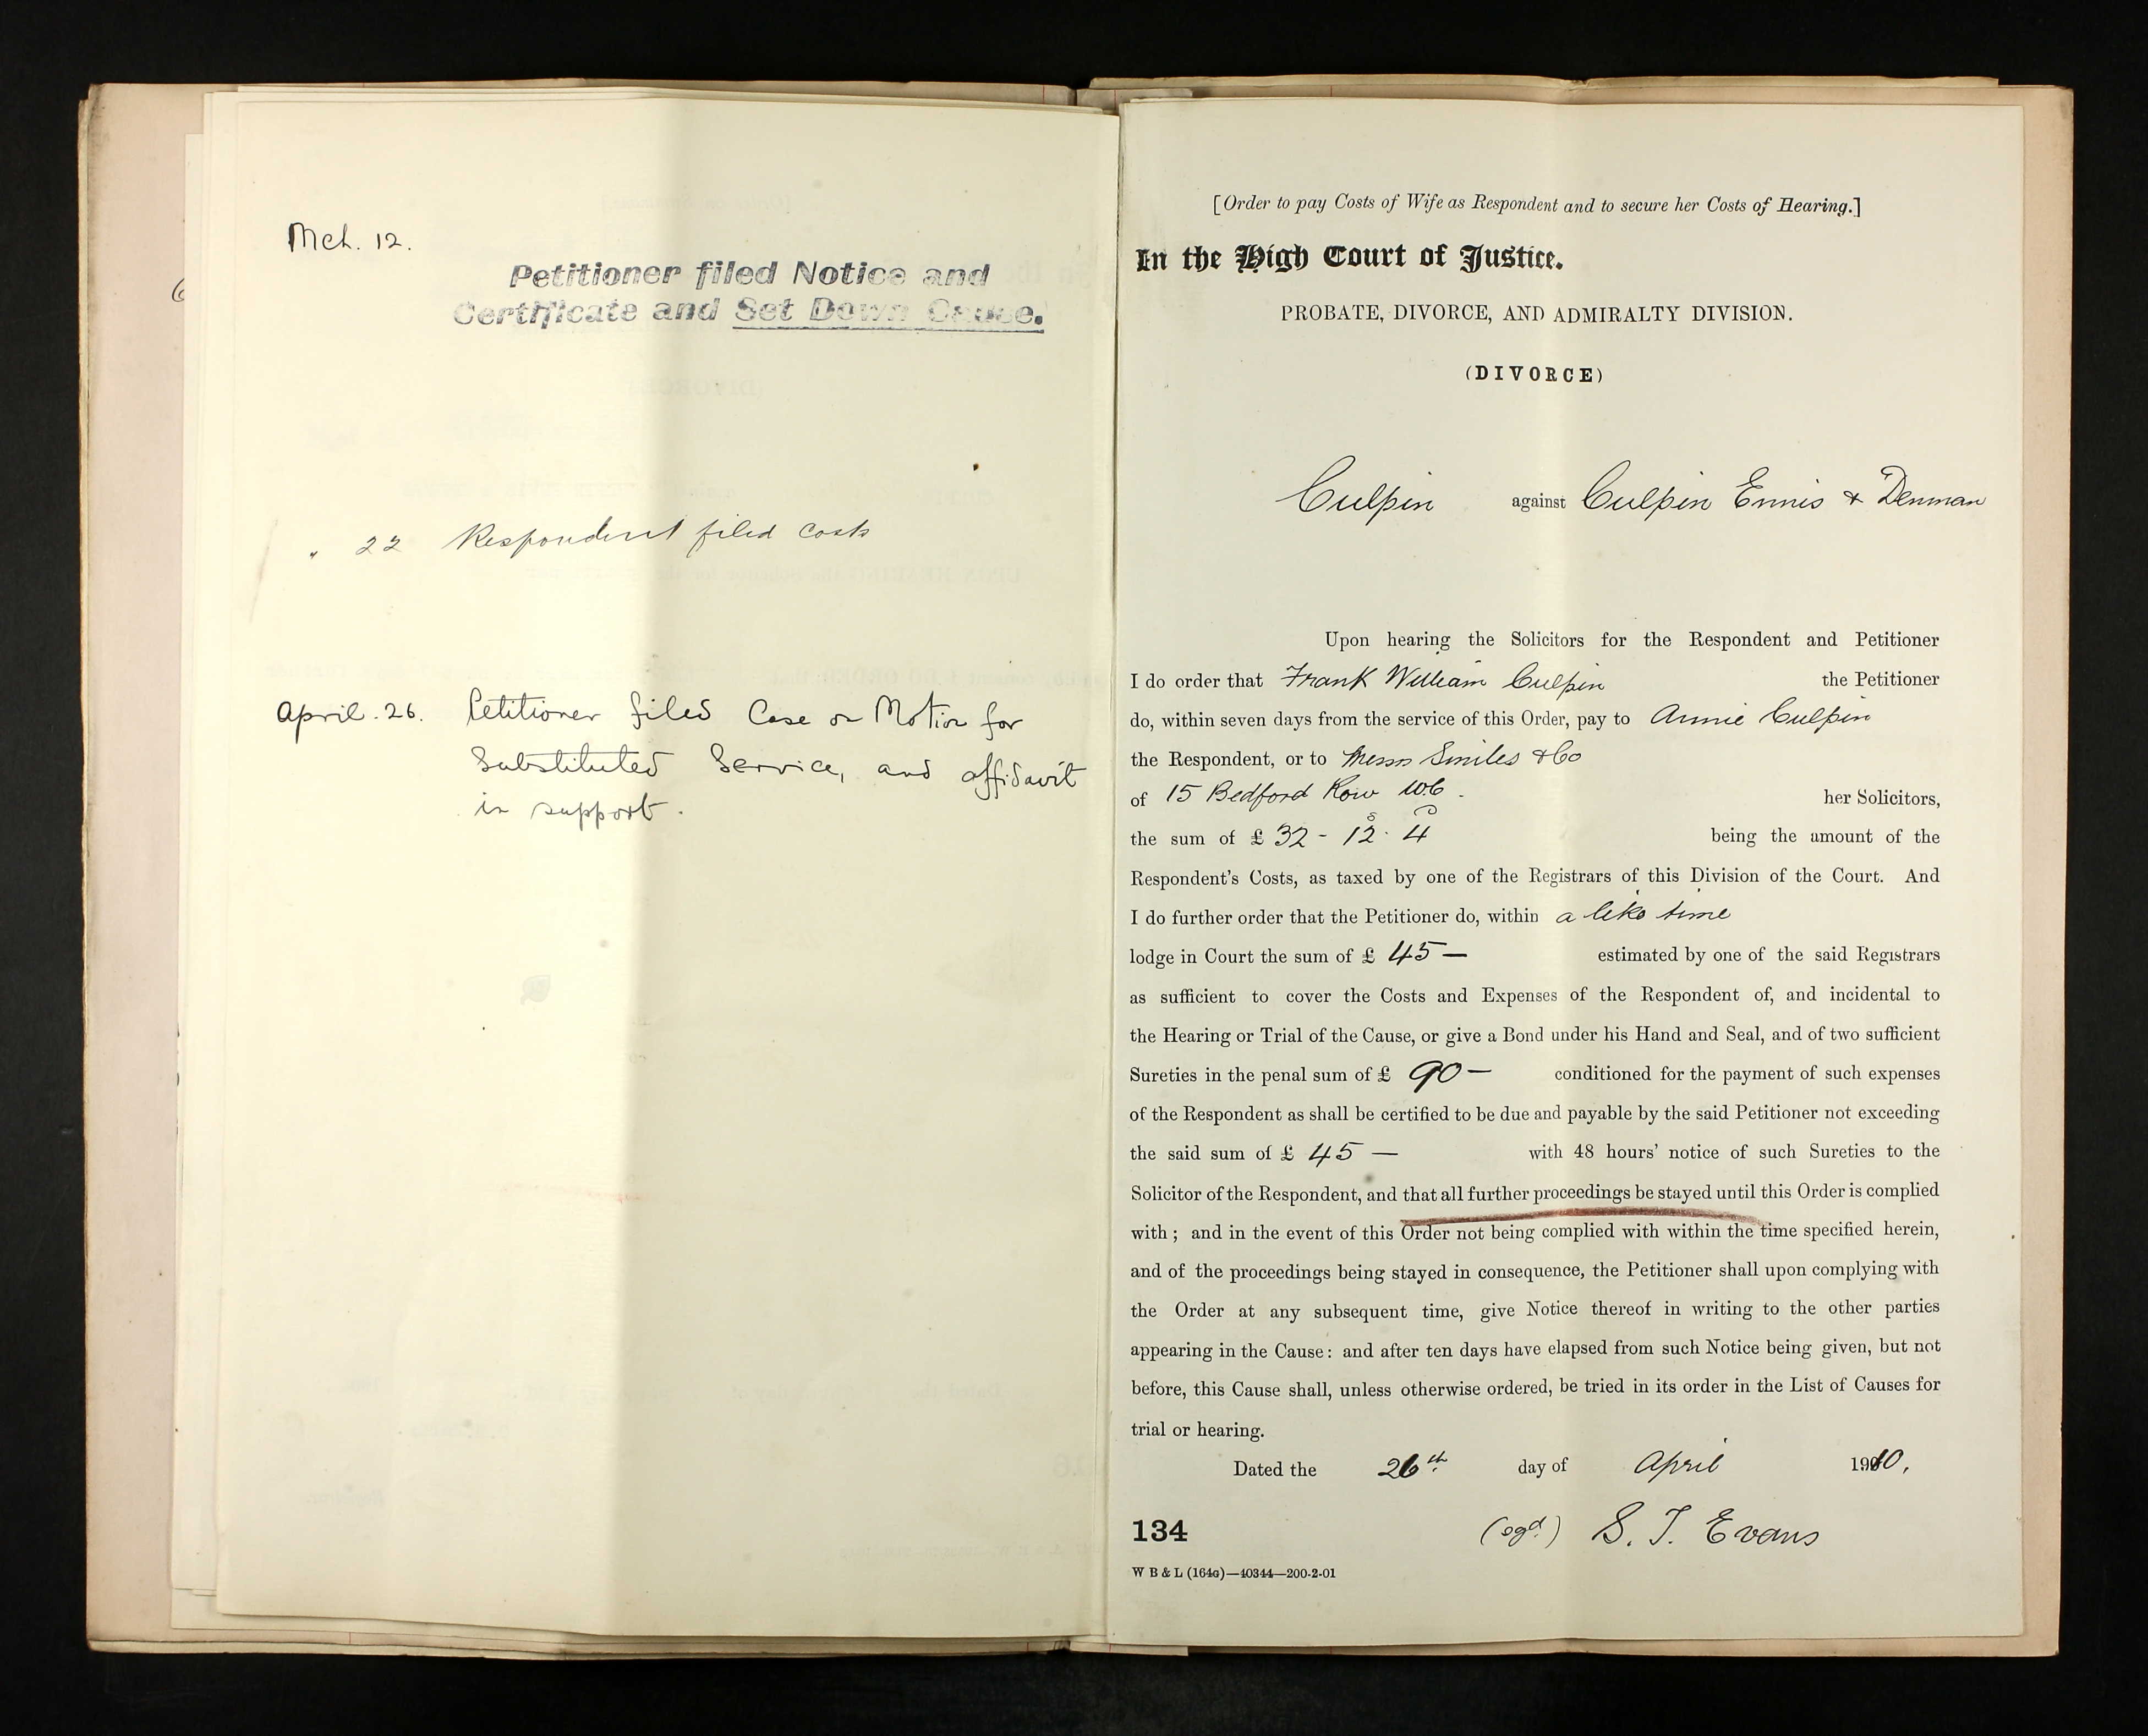 Mch. 12.
Petitioner filed Notice and
Certificate and Set Down Cause.
" 22 Respondent filed Costs
April. 26. Petitioner filed Case on Motion for
Substituted Service, and affidavit
in support.
[Order to pay Costs of Wife as Respondent and to secure her Costs of Hearing.]
In the High Court of Justice.
PROBATE, DIVORCE, AND ADMIRALTY DIVISION.
(DIVORCE)
Culpin against Culpin Ennis & Denman
Upon hearing the Solicitors for the Respondent and Petitioner
I do order that Frank William Culpin the Petitioner
do, within seven days from the service of this Order, pay to Annie Culpin
the Respondent, or to Messrs Smiles & Co
of 15 Bedford Row W.C. her Solicitors,
the sum of £ 32 - 12 s. 4 D being the amount of the
Respondent's Costs, as taxed by one of the Registrars of this Division of the Court. And
I do further order that the Petitioner do, within a like time
lodge in Court the sum of £ 45 — estimated by one of the said Registrars
as sufficient to cover the Costs and Expenses of the Respondent of, and incidental to
the Hearing or Trial of the Cause, or give a Bond under his Hand and Seal, and of two sufficient
Sureties in the penal sum of £ 90 — conditioned for the payment of such expenses
of the Respondent as shall be certified to be due and payable by the said Petitioner not exceeding
the said sum of £ 45 — with 48 hours' notice of such Sureties to the
Solicitor of the Respondent, and that all further proceedings be stayed until this Order is complied
with; and in the event of this Order not being complied with within the time specified herein,
and of the proceedings being stayed in consequence, the Petitioner shall upon complying with
the Order at any subsequent time, give Notice thereof in writing to the other parties
appearing in the Cause: and after ten days have elapsed from such Notice being given, but not
before, this Cause shall, unless otherwise ordered, be tried in its order in the List of Causes for
trial or hearing.
Dated the 26th day of April 1910,
134 (sgd.) S. T. Evans
W B & L (164G)—40344—200-2-01